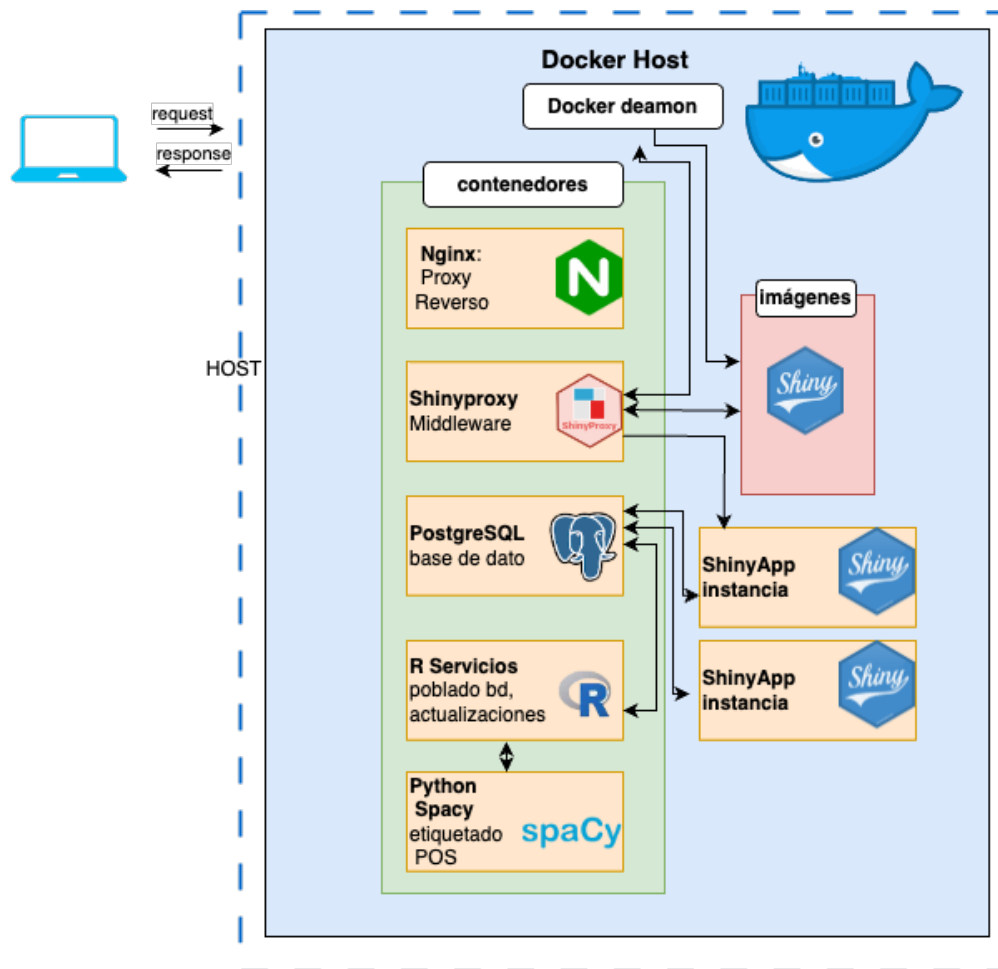 Docker Host
Docker deamon
request
response
contenedores
Nginx:
Proxy
Reverso
N
imágenes
Shiny
HOST
Shinyproxy
Middleware
ShinyProxy
PostgreSQL
base de dato
ShinyApp
instancia
Shiny
R Servicios
poblado bd,
actualizaciones
R
ShinyApp
instancia
Shiny
Python
Spacy
etiquetado
POS
spaCy